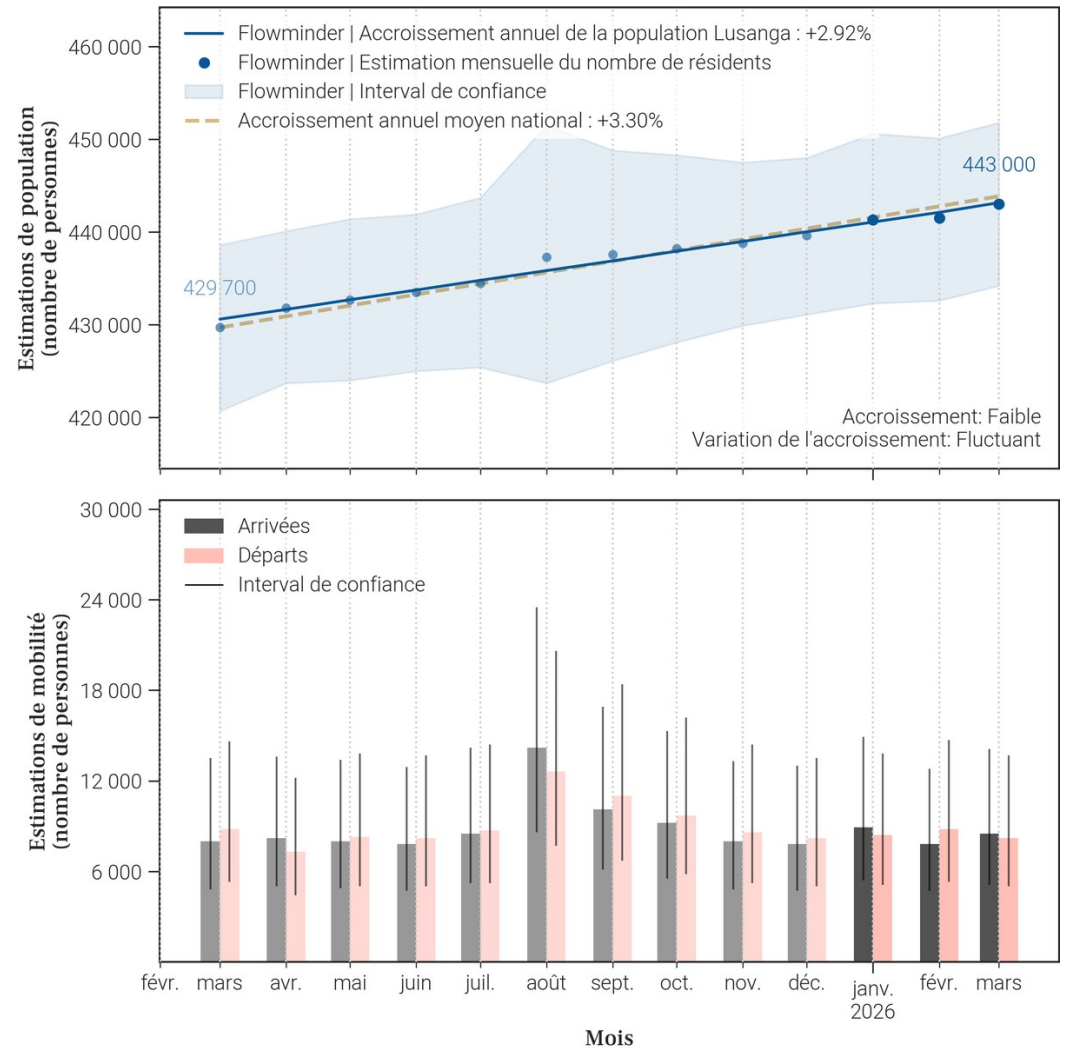 Flowminder | Accroissement annuel de la population Lusanga : +2.92%
Flowminder | Estimation mensuelle du nombre de résidents
Flowminder | Interval de confiance
Accroissement annuel moyen national : +3.30%
Estimations de population
(nombre de personnes)
460 000
450 000
440 000
430 000
420 000
429 700
443 000
Accroissement: Faible
Variation de l'accroissement: Fluctuant
Arrivées
Départs
Interval de confiance
Estimations de mobilité
(nombre de personnes)
30 000
24 000
18 000
12 000
6 000
févr. mars avr. mai juin juil. août sept. oct. nov. déc. janv. févr. mars
2026
Mois